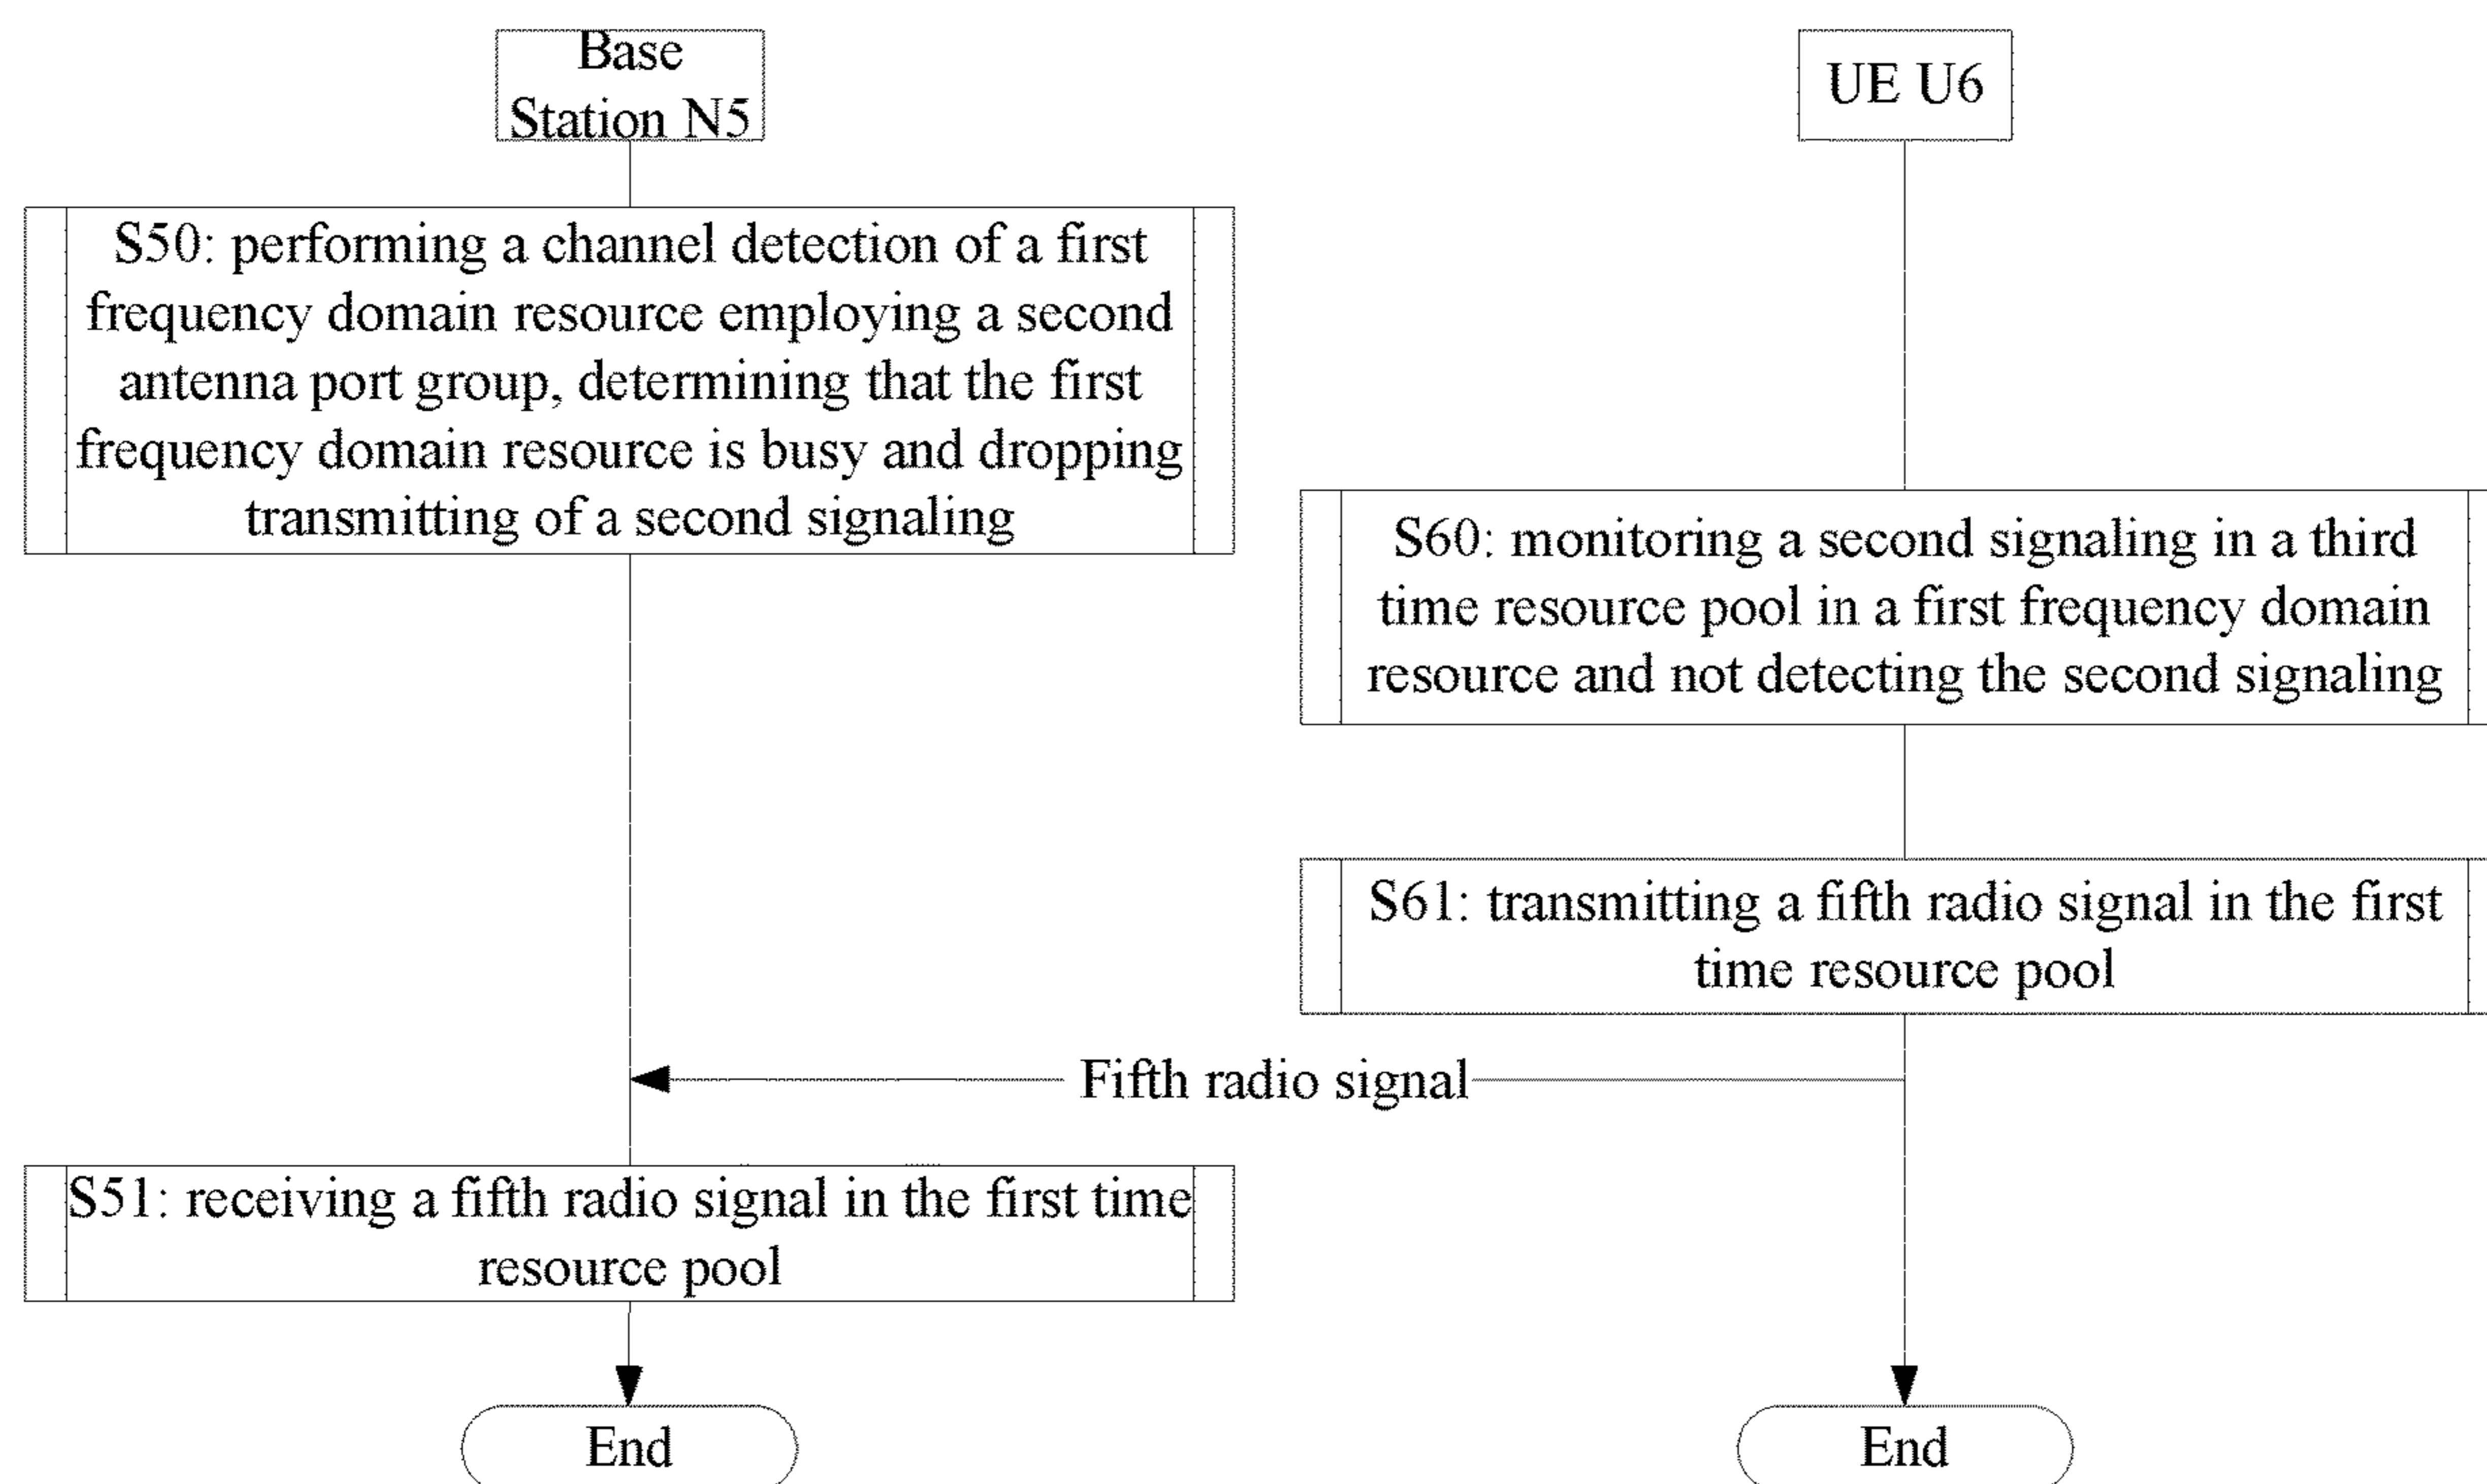 Base
Station N5
UE U6
S50: performing a channel detection of a first
frequency domain resource employing a second
antenna port group, determining that the first
frequency domain resource is busy and dropping
transmitting of a second signaling
S60: monitoring a second signaling in a third
time resource pool in a first frequency domain
resource and not detecting the second signaling
S61: transmitting a fifth radio signal in the first
time resource pool
Fifth radio signal
S51: receiving a fifth radio signal in the first time
resource pool
End
End